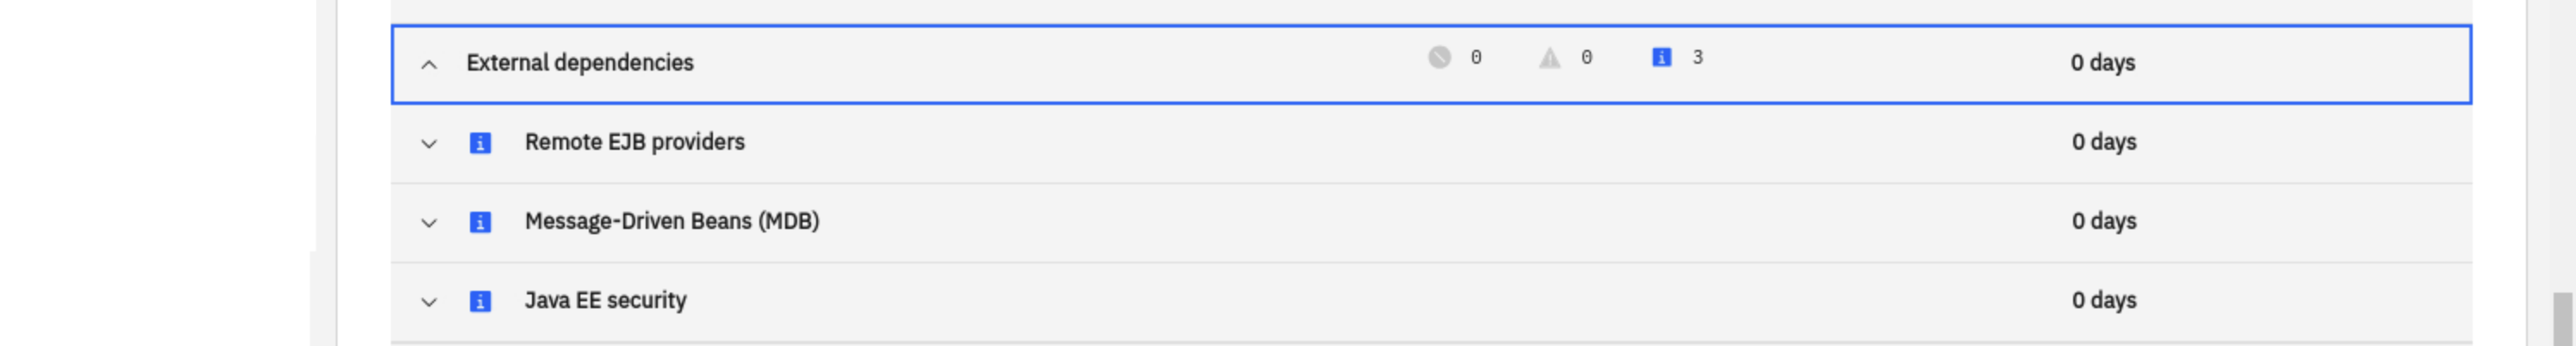 External dependencies 0 0 i 3 0 days
i Remote EJB providers 0 days
i Message-Driven Beans (MDB) 0 days
i Java EE security 0 days